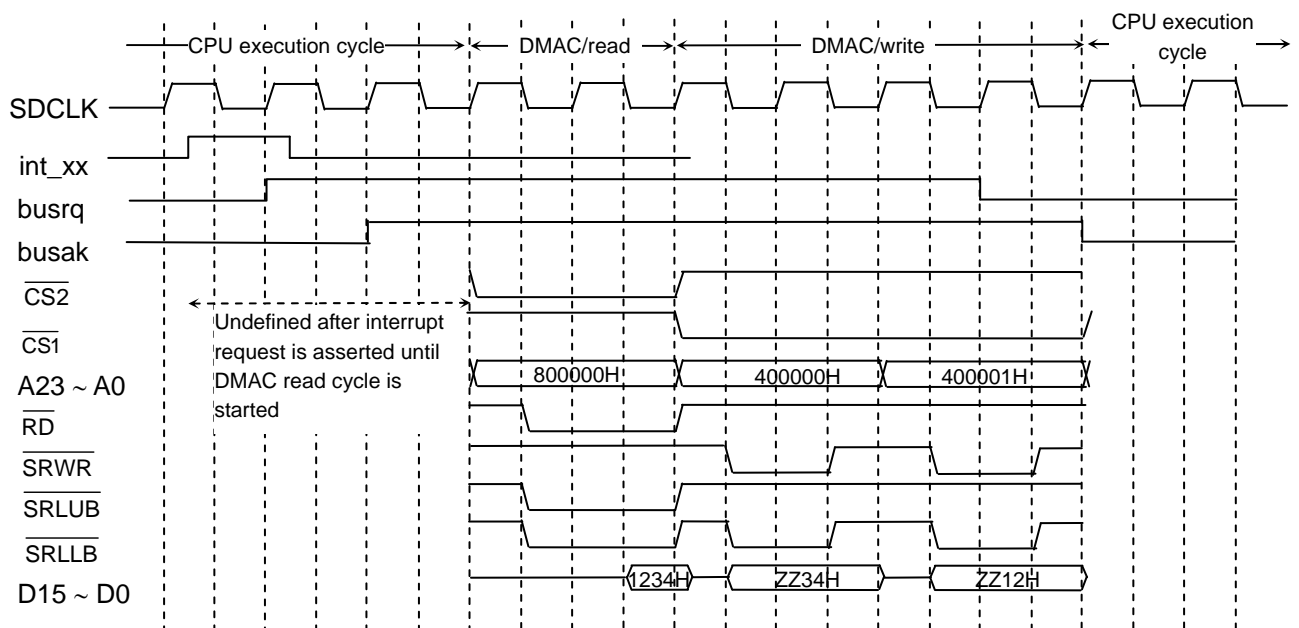 CPU execution cycle
DMAC/read
DMAC/write
CPU execution
cycle
SDCLK
int_xx
busrq
busak
CS2
Undefined after interrupt
request is asserted until
DMAC read cycle is
started
CS1
A23 ~ A0
800000H
400000H
400001H
RD
SRWR
SRLUB
SRLLB
D15 ~ D0
1234H
ZZ34H
ZZ12H